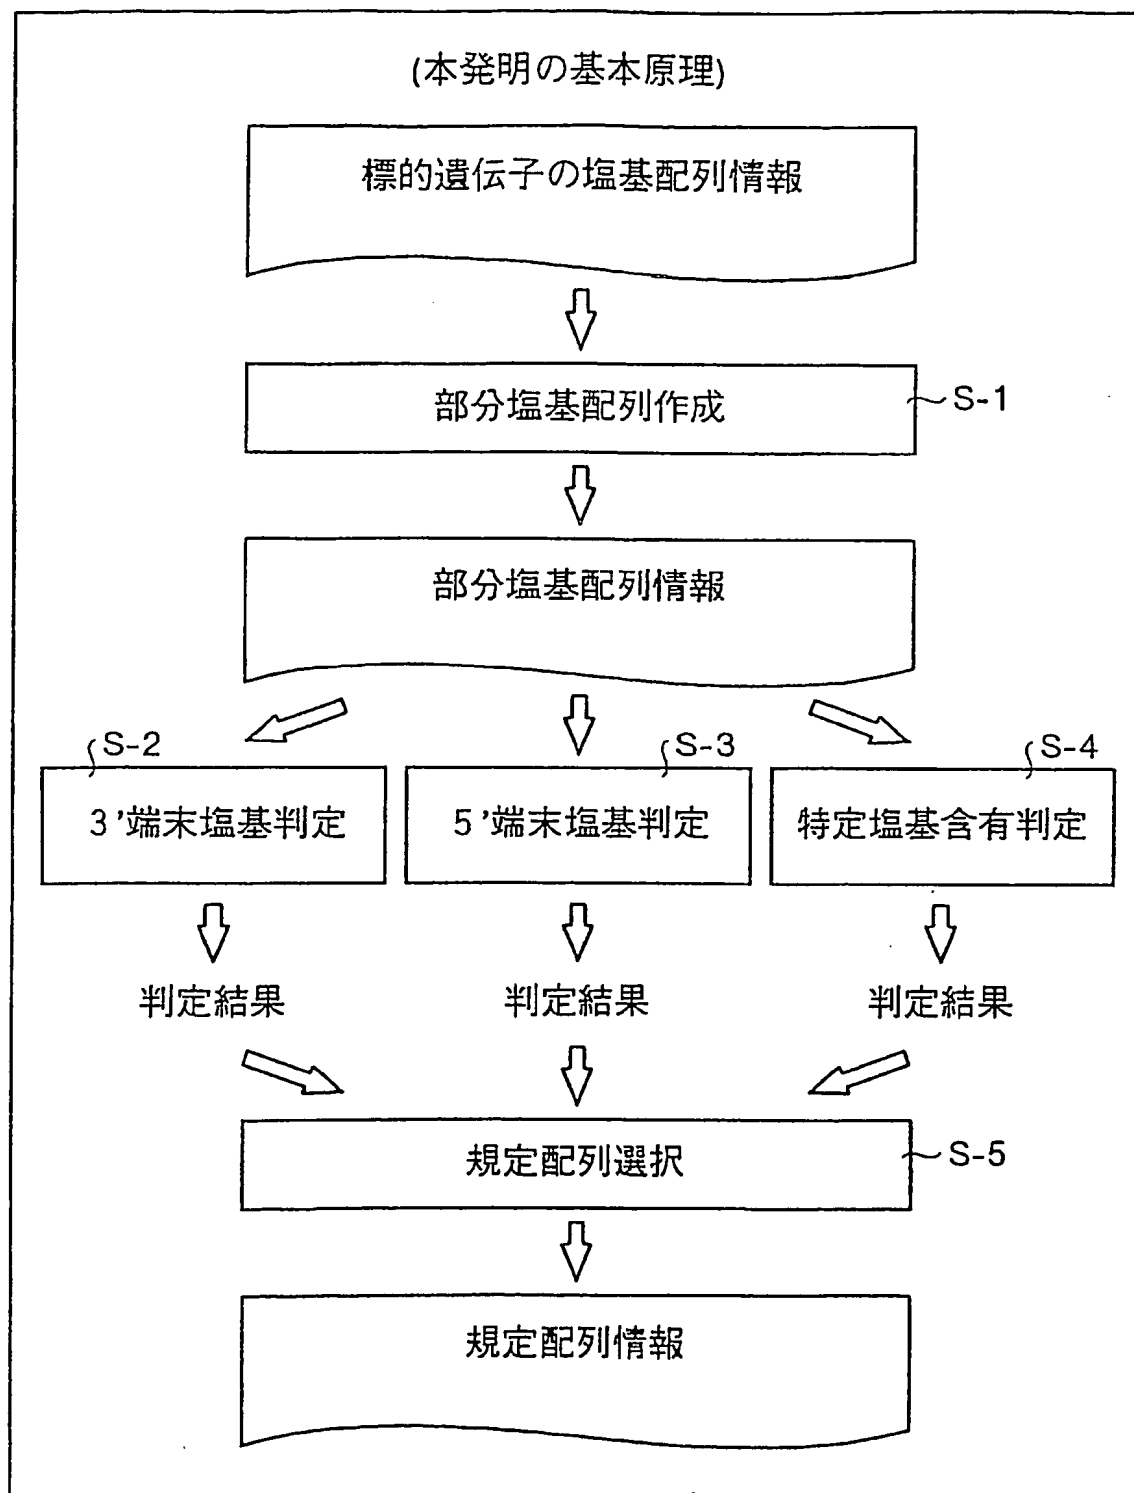 (本発明の基本原理)
標的遺伝子の塩基配列情報
部分塩基配列作成
S-1
部分塩基配列情報
S-2
S-3
S-4
3'端末塩基判定
5'端末塩基判定
特定塩基含有判定
判定結果
判定結果
判定結果
規定配列選択
S-5
規定配列情報